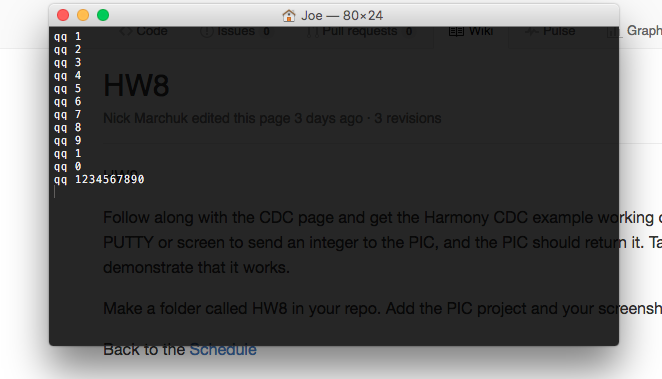 Joe — 80×24
Code Issues 0 Pull requests 0 Wiki Pulse Graph
qq 1
qq 2
qq 3
qq 4
qq 5
qq 6
qq 7
qq 8
qq 9
qq 1
qq 0
qq 1234567890
HW8
Nick Marchuk edited this page 3 days ago · 3 revisions
Follow along with the CDC page and get the Harmony CDC example working
PUTTY or screen to send an integer to the PIC, and the PIC should return it. Ta
demonstrate that it works.
Make a folder called HW8 in your repo. Add the PIC project and your screensh
Back to the Schedule